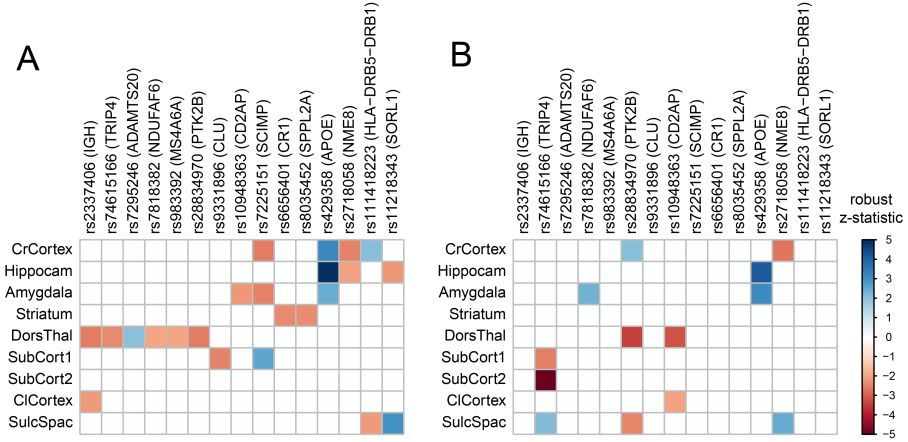 A
rs2337406 (IGH)
rs74615166 (TRIP4)
rs7295246 (ADAMTS20)
rs7818382 (NDUFAF6)
rs983392 (MS4A6A)
rs28834970 (PTK2B)
rs9331896 (CLU)
rs10948363 (CD2AP)
rs7225151 (SCIMP)
rs6656401 (CR1)
rs8035452 (SPPL2A)
rs429358 (APOE)
rs2718058 (NME8)
rs111418223 (HLA−DRB5−DRB1)
rs11218343 (SORL1)
CrCortex
Hippocam
Amygdala
Striatum
DorsThal
SubCort1
SubCort2
ClCortex
SulcSpac
B
rs2337406 (IGH)
rs74615166 (TRIP4)
rs7295246 (ADAMTS20)
rs7818382 (NDUFAF6)
rs983392 (MS4A6A)
rs28834970 (PTK2B)
rs9331896 (CLU)
rs10948363 (CD2AP)
rs7225151 (SCIMP)
rs6656401 (CR1)
rs8035452 (SPPL2A)
rs429358 (APOE)
rs2718058 (NME8)
rs111418223 (HLA−DRB5−DRB1)
rs11218343 (SORL1)
CrCortex
Hippocam
Amygdala
Striatum
DorsThal
SubCort1
SubCort2
ClCortex
SulcSpac
robust
z−statistic
5
4
3
2
1
0
−1
−2
−3
−4
−5